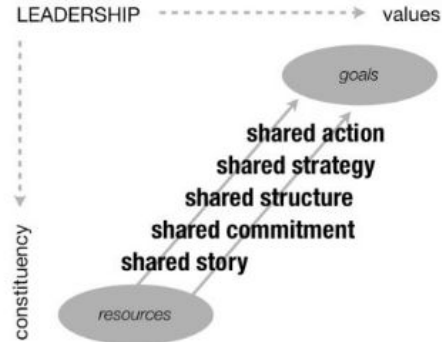 LEADERSHIP values
goals
shared action
shared strategy
shared structure
shared commitment
shared story
constituency
resources